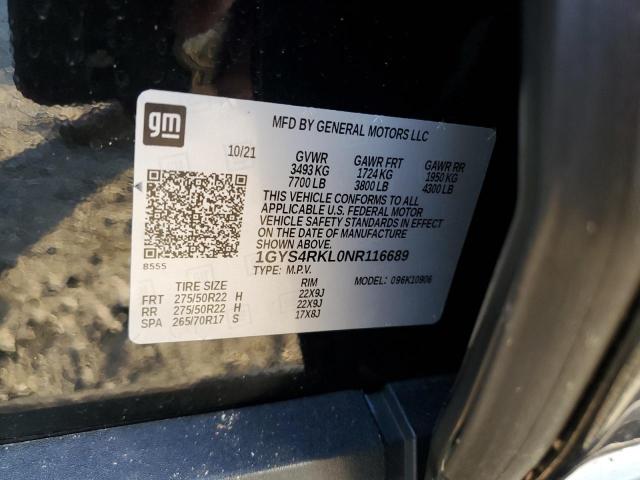 gm
MFD BY GENERAL MOTORS LLC
10/21 GVWR GAWR FRT GAWR RR
3493 KG 1724 KG 1950 KG
7700 LB 3800 LB 4300 LB
THIS VEHICLE CONFORMS TO ALL
APPLICABLE U.S. FEDERAL MOTOR
VEHICLE SAFETY STANDARDS IN EFFECT
ON THE DATE OF MANUFACTURE
SHOWN ABOVE.
8555 1GYS4RKL0NR116689
TYPE: M.P.V. MODEL: 096K10906
TIRE SIZE RIM
FRT 275/50R22 H 22X9J
RR 275/50R22 H 22X9J
SPA 265/70R17 S 17X8J